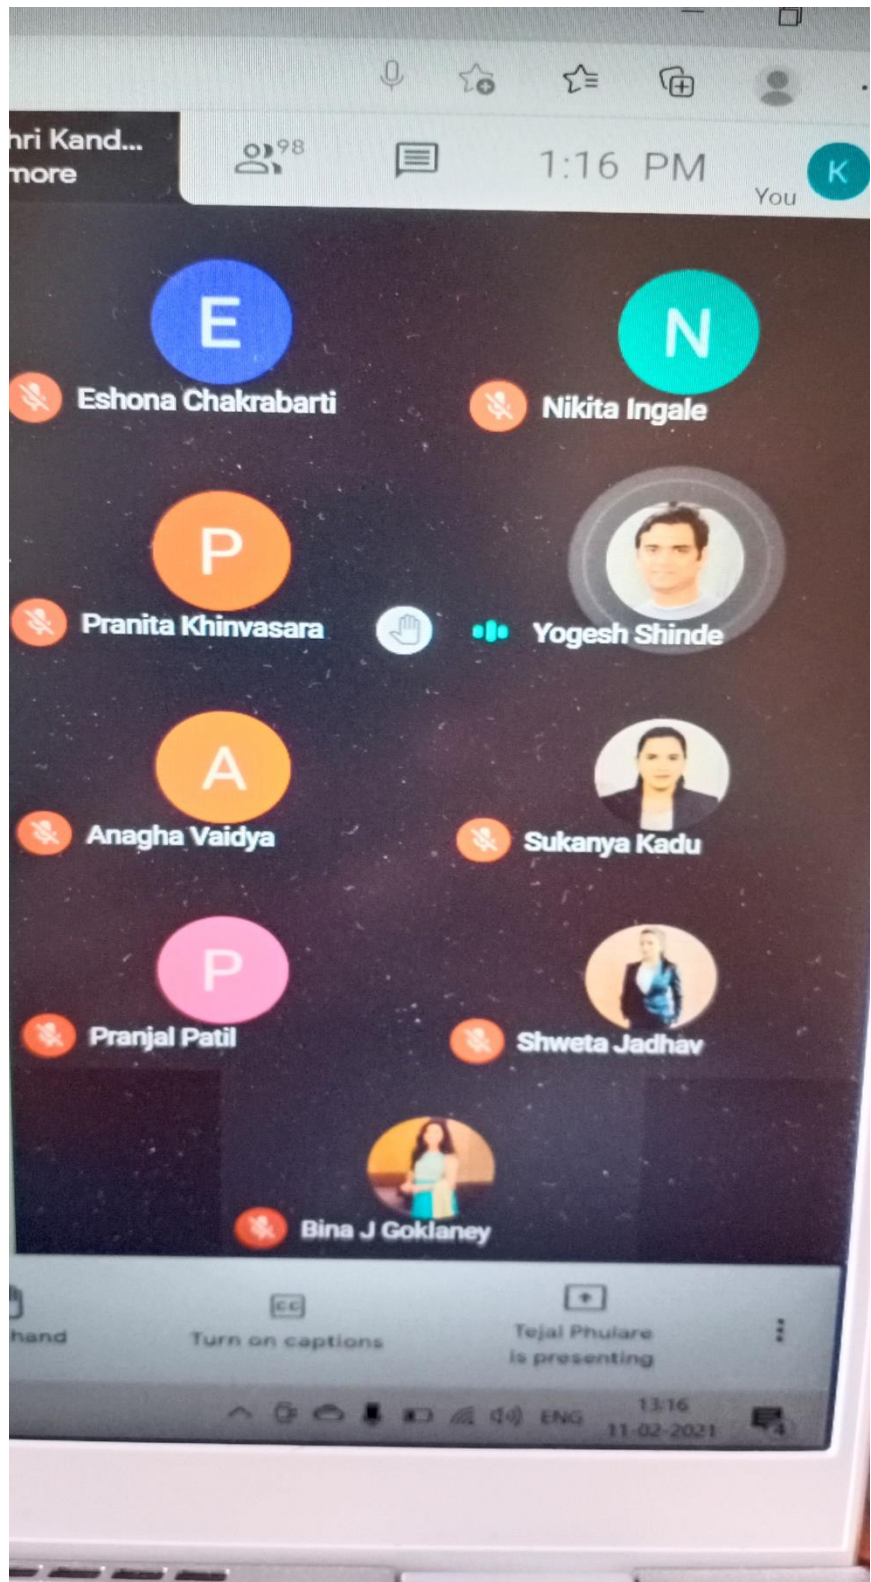 hri Kand...
more
98
1:16 PM
You
K
E
Eshona Chakrabarti
N
Nikita Ingale
P
Pranita Khinvasara
Yogesh Shinde
A
Anagha Vaidya
Sukanya Kadu
P
Pranjal Patil
Shweta Jadhav
Bina J Goklaney
hand
CC
Turn on captions
Tejal Phulare
is presenting
ENG
13:16
11-02-2021
4